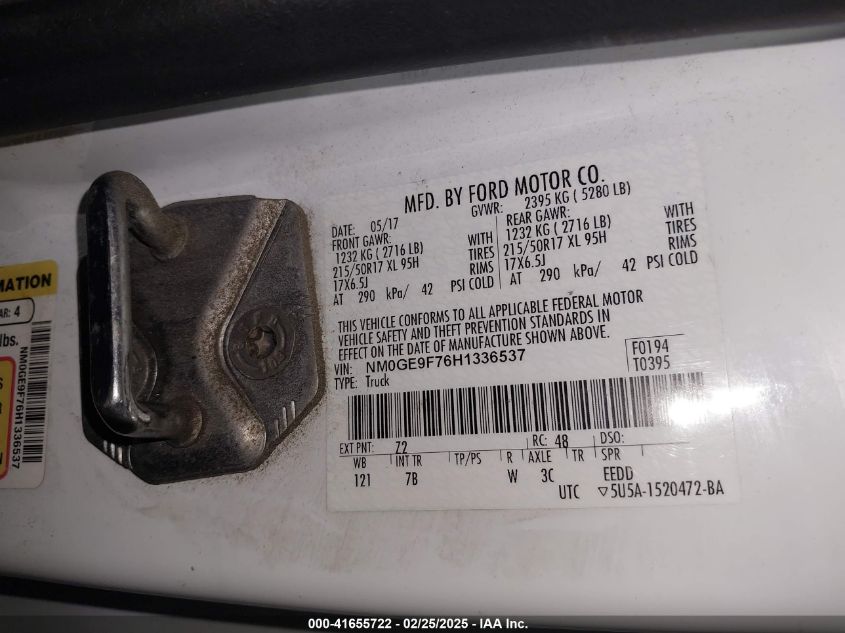 MFD. BY FORD MOTOR CO.
GVWR: 2395 KG ( 5280 LB)
DATE: 05/17
FRONT GAWR: WITH
1232 KG ( 2716 LB) TIRES
215/50R17 XL 95H RIMS
17X6.5J
AT 290 kPa/ 42 PSI COLD
REAR GAWR: WITH
1232 KG ( 2716 LB) TIRES
215/50R17 XL 95H RIMS
17X6.5J
AT 290 kPa/ 42 PSI COLD
THIS VEHICLE CONFORMS TO ALL APPLICABLE FEDERAL MOTOR
VEHICLE SAFETY AND THEFT PREVENTION STANDARDS IN
EFFECT ON THE DATE OF MANUFACTURE SHOWN ABOVE.
VIN: NM0GE9F76H1336537
TYPE: Truck
F0194
T0395
EXT PNT: Z2 RC: 48 DSO:
WB INT TR TP/PS R AXLE TR SPR
121 7B W 3C EEDD
UTC ▽5U5A-1520472-BA
MATION
AR: 4
lbs.
NM0GE9F76H1336537
000-41655722 - 02/25/2025 - IAA Inc.